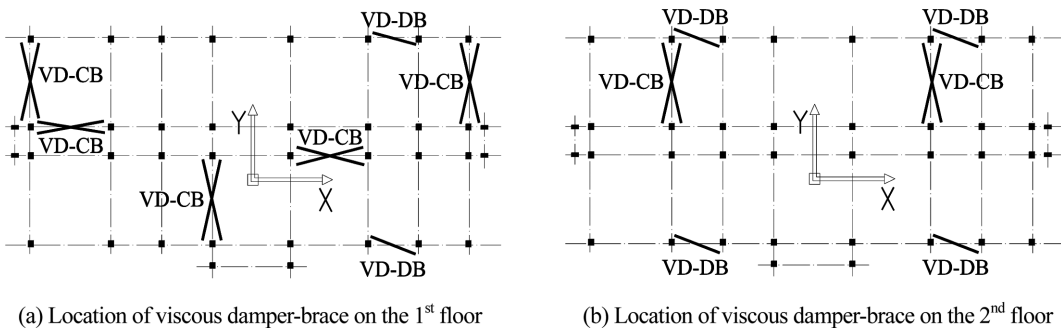 VD-DB
VD-CB
VD-CB
VD-CB
VD-CB
VD-CB
VD-DB
Y
X
(a) Location of viscous damper-brace on the 1st floor
VD-DB
VD-DB
VD-CB
VD-CB
Y
X
VD-DB
VD-DB
(b) Location of viscous damper-brace on the 2nd floor